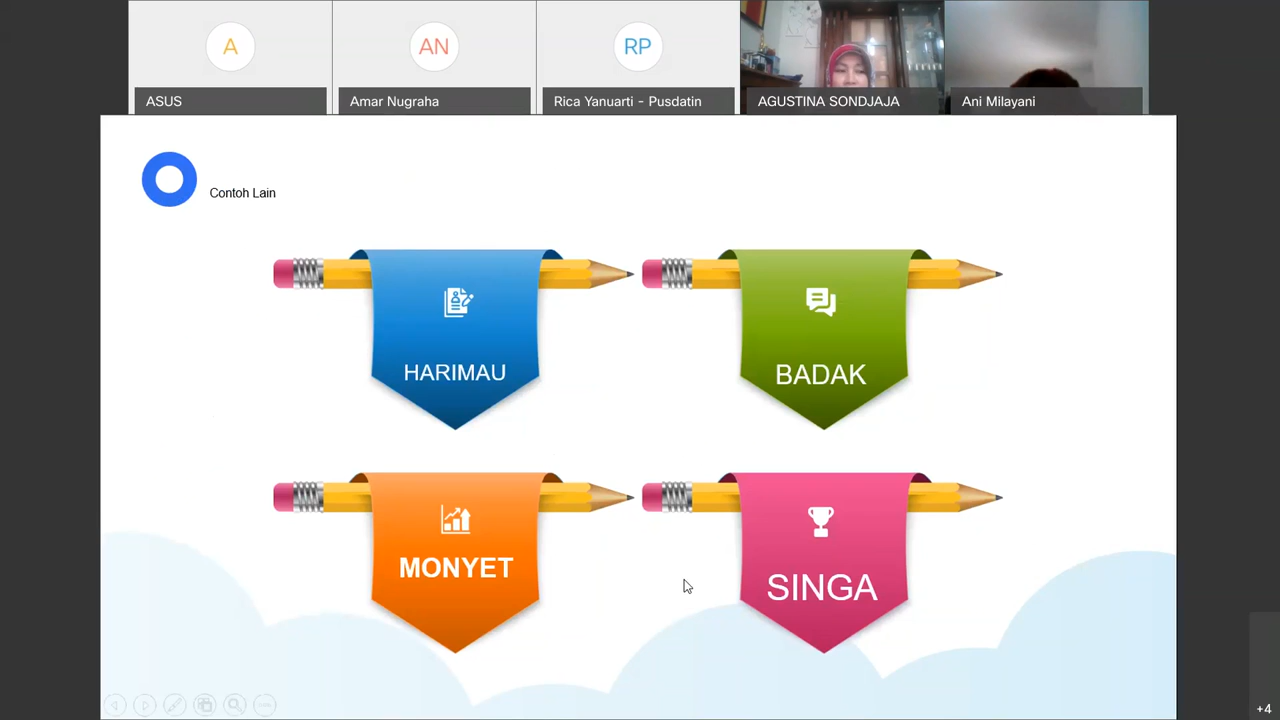 A
AN
RP
ASUS
Amar Nugraha
Rica Yanuarti - Pusdatin
AGUSTINA SONDJAJA
Ani Milayani
Contoh Lain
HARIMAU
BADAK
MONYET
SINGA
+4